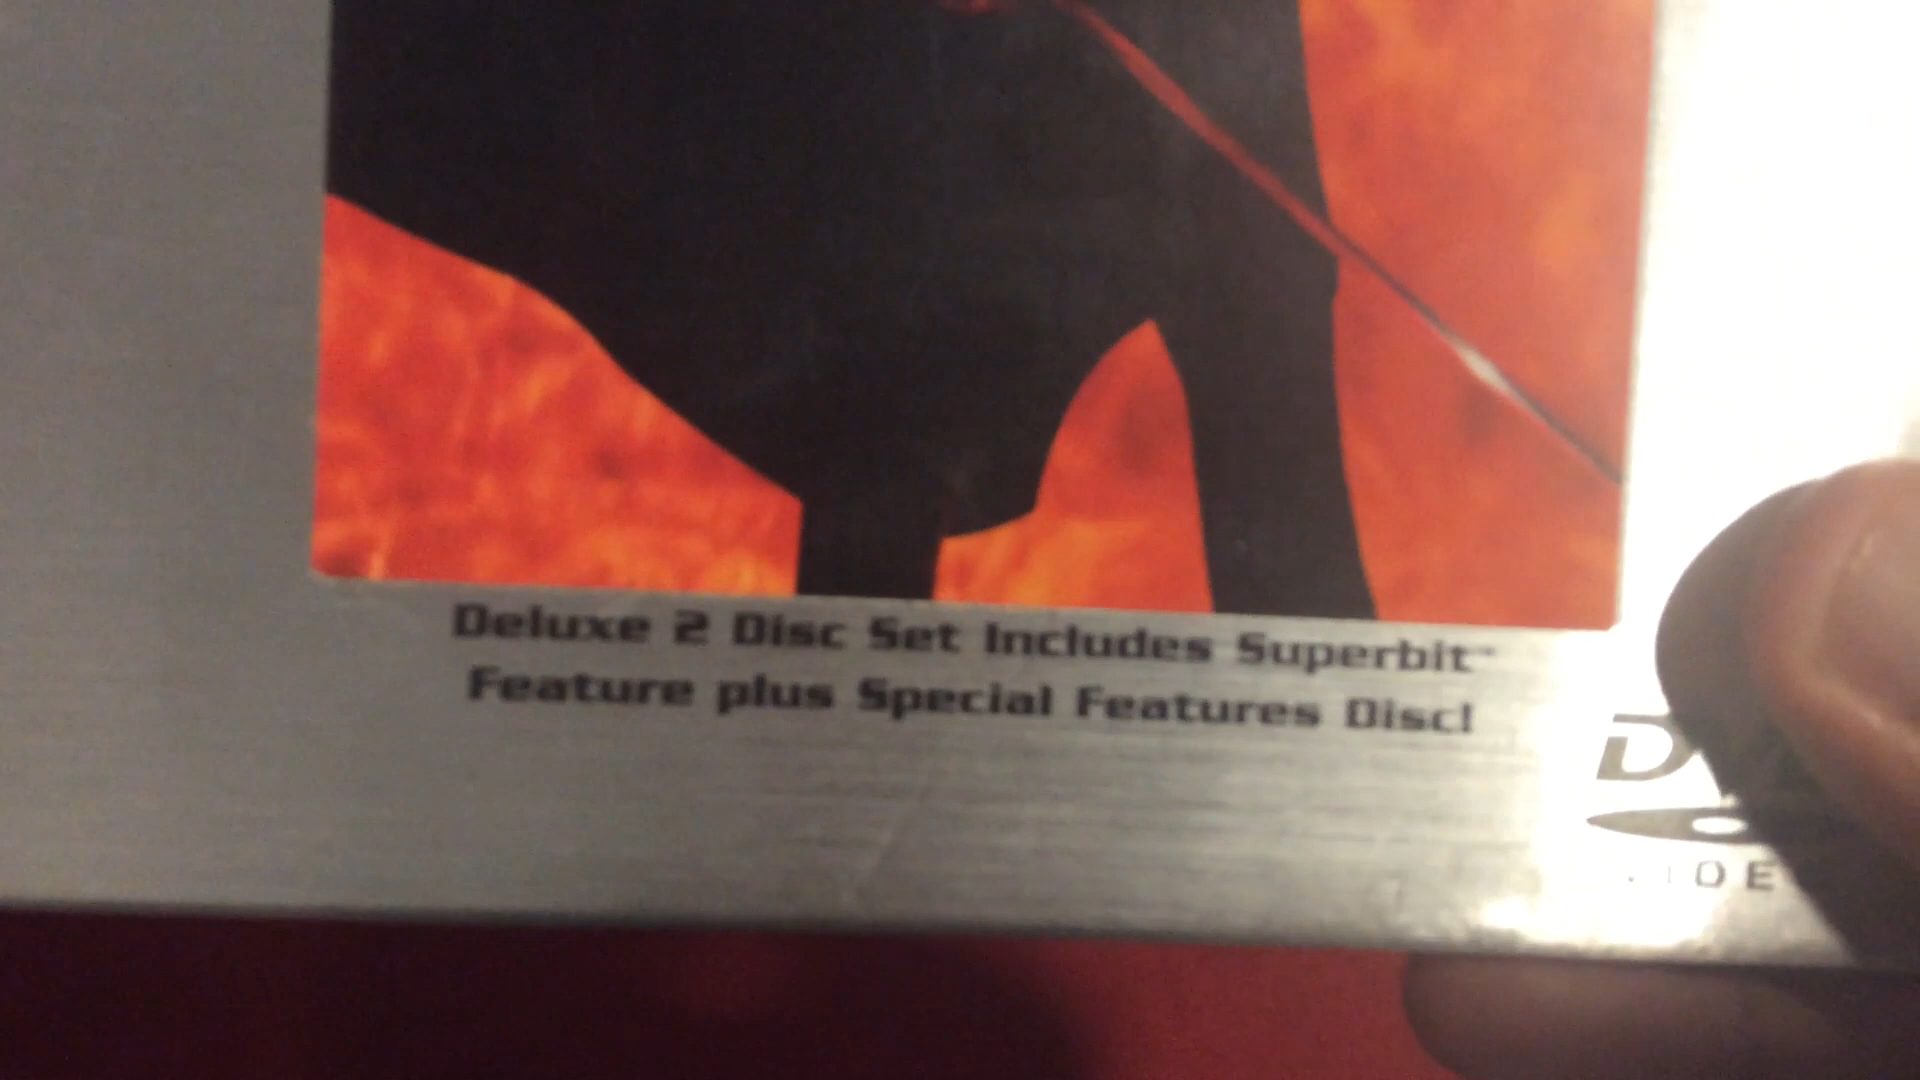 Deluxe 2 Disc Set Includes Superbit™
Feature plus Special Features Disc!